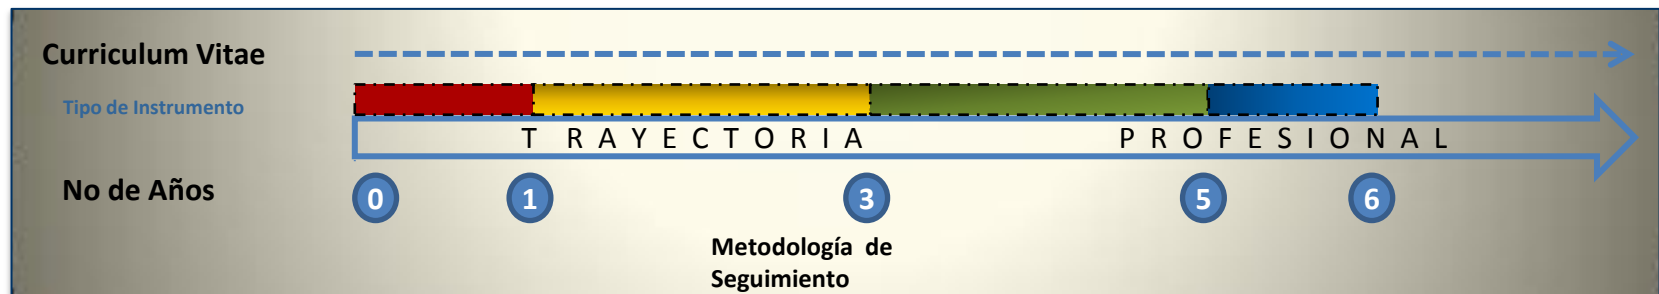 Curriculum Vitae
Tipo de Instrumento
T R A Y E C T O R I A P R O F E S I O N A L
No de Años
0 1 3 5 6
Metodología de
Seguimiento